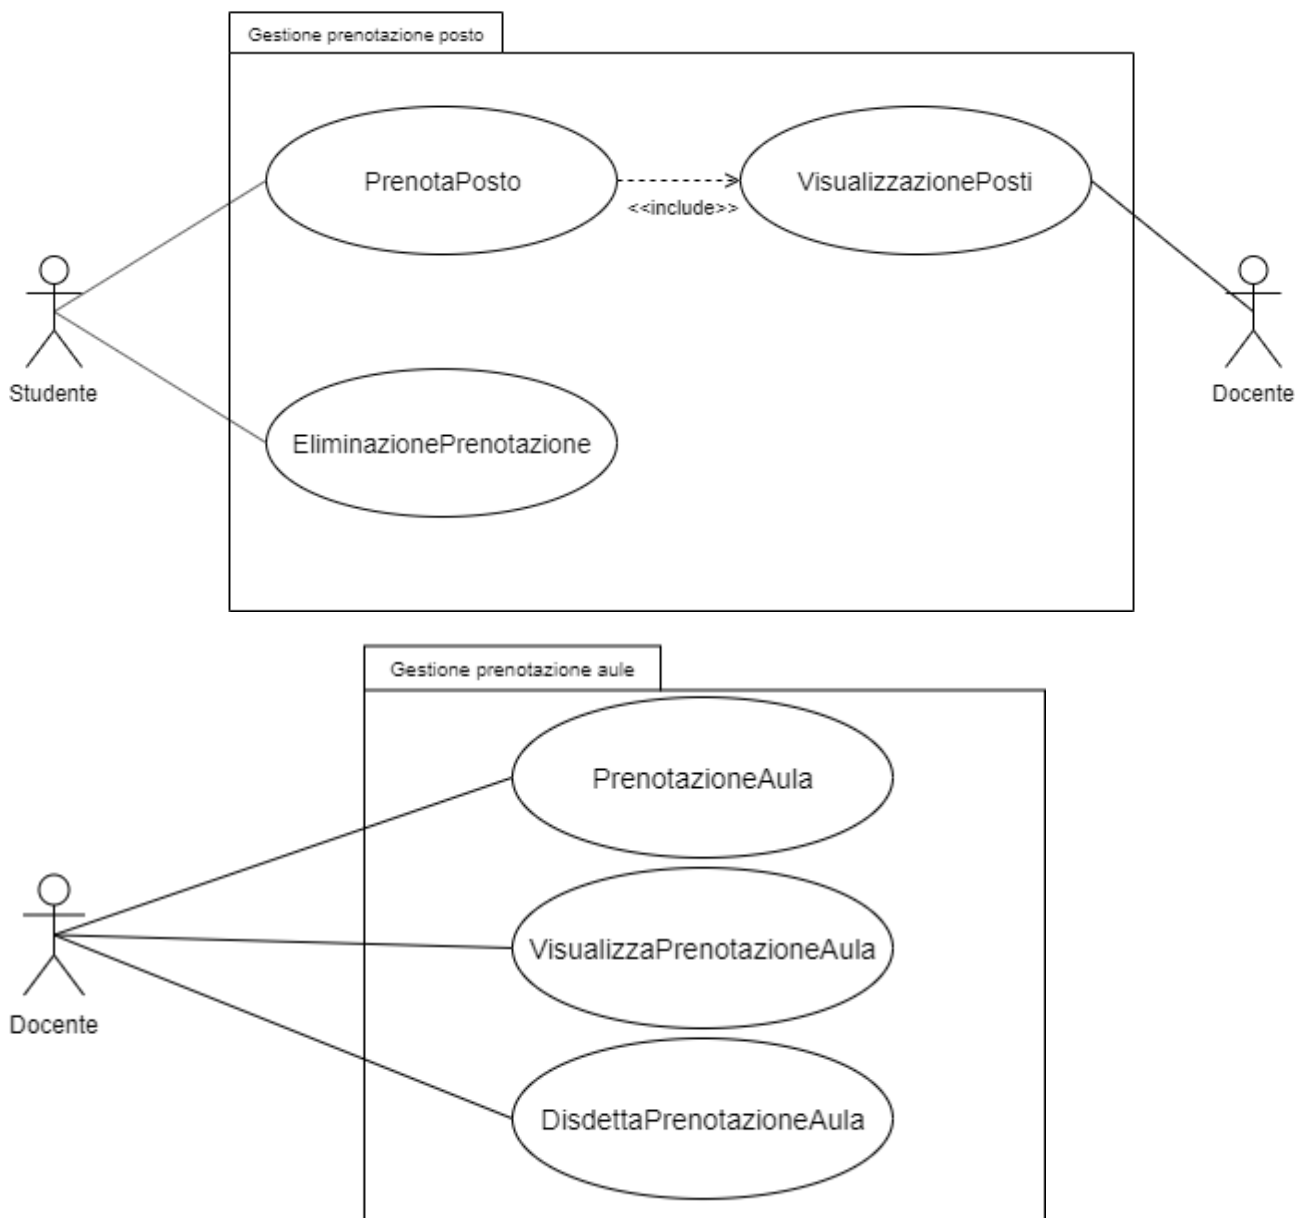 Gestione prenotazione posto
PrenotaPosto
<<include>>
VisualizzazionePosti
Studente
Docente
EliminazionePrenotazione
Gestione prenotazione aule
PrenotazioneAula
VisualizzaPrenotazioneAula
Docente
DisdettaPrenotazioneAula